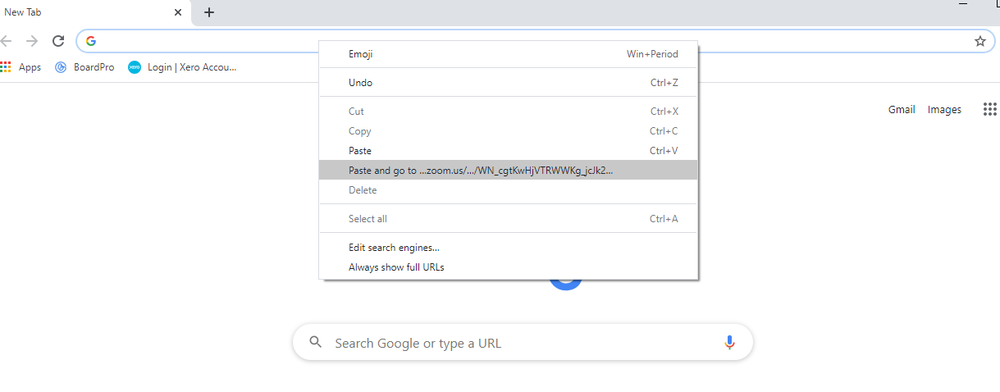 New Tab
Apps BoardPro xero Login | Xero Accou...
Emoji Win+Period
Undo Ctrl+Z
Cut Ctrl+X
Copy Ctrl+C
Paste Ctrl+V
Paste and go to ...zoom.us/.../WN_cgtKwHjVTRWWKg_jcJk2...
Delete
Select all Ctrl+A
Edit search engines...
Always show full URLs
Gmail Images
Search Google or type a URL